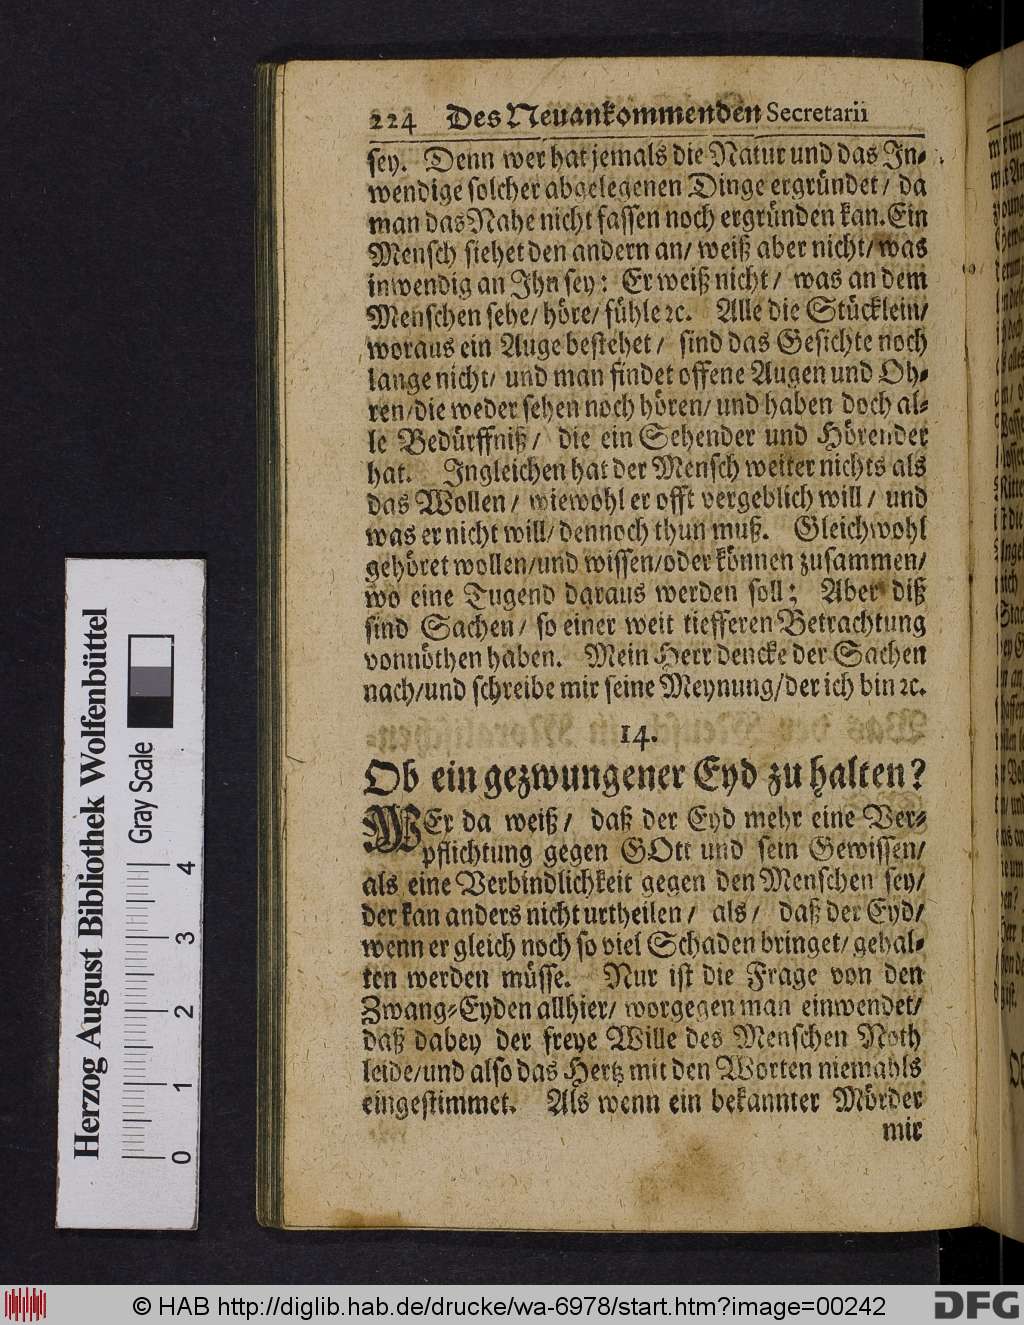 224 Des Neuankommenden Secretarii
sey. Denn wer hat jemals die Natur und das In-
wendige solcher abgelegenen Dinge ergründet / da
man das Nahe nicht fassen noch ergründen kan. Ein
Mensch siehet den andern an / weiß aber nicht / was
inwendig an Ihn sey: Er weiß nicht / was an dem
Menschen sehe / höre / fühle ꝛc. Alle die Stücklein /
woraus ein Auge bestehet / sind das Gesichte noch
lange nicht / und man findet offene Augen und Oh-
ren / die weder sehen noch hören / und haben doch al-
le Bedürffniß / die ein Sehender und Hörender
hat. Ingleichen hat der Mensch weiter nichts als
das Wollen / wiewohl er offt vergeblich will / und
was er nicht will / dennoch thun muß. Gleichwohl
gehöret wollen / und wissen / oder können zusammen /
wo eine Tugend daraus werden soll; Aber diß
sind Sachen / so einer weit tiefferen Betrachtung
vonnöthen haben. Mein Herr dencke der Sachen
nach / und schreibe mir seine Meynung / der ich bin ꝛc.
14.
Ob ein gezwungener Eyd zu halten?
WEr da weiß / daß der Eyd mehr eine Ver-
pflichtung gegen GOtt und sein Gewissen /
als eine Verbindlichkeit gegen den Menschen sey /
der kan anders nicht urtheilen / als / daß der Eyd /
wenn er gleich noch so viel Schaden bringet / gehal-
ten werden müsse. Nur ist die Frage von den
Zwang-Eyden allhier / worgegen man einwendet /
daß dabey der freye Wille des Menschen Noth
leide / und also das Hertz mit den Worten niemahls
eingestimmet. Als wenn ein bekannter Mörder
mir
Herzog August Bibliothek Wolfenbüttel
Gray Scale
0 1 2 3 4
© HAB http://diglib.hab.de/drucke/wa-6978/start.htm?image=00242
DFG